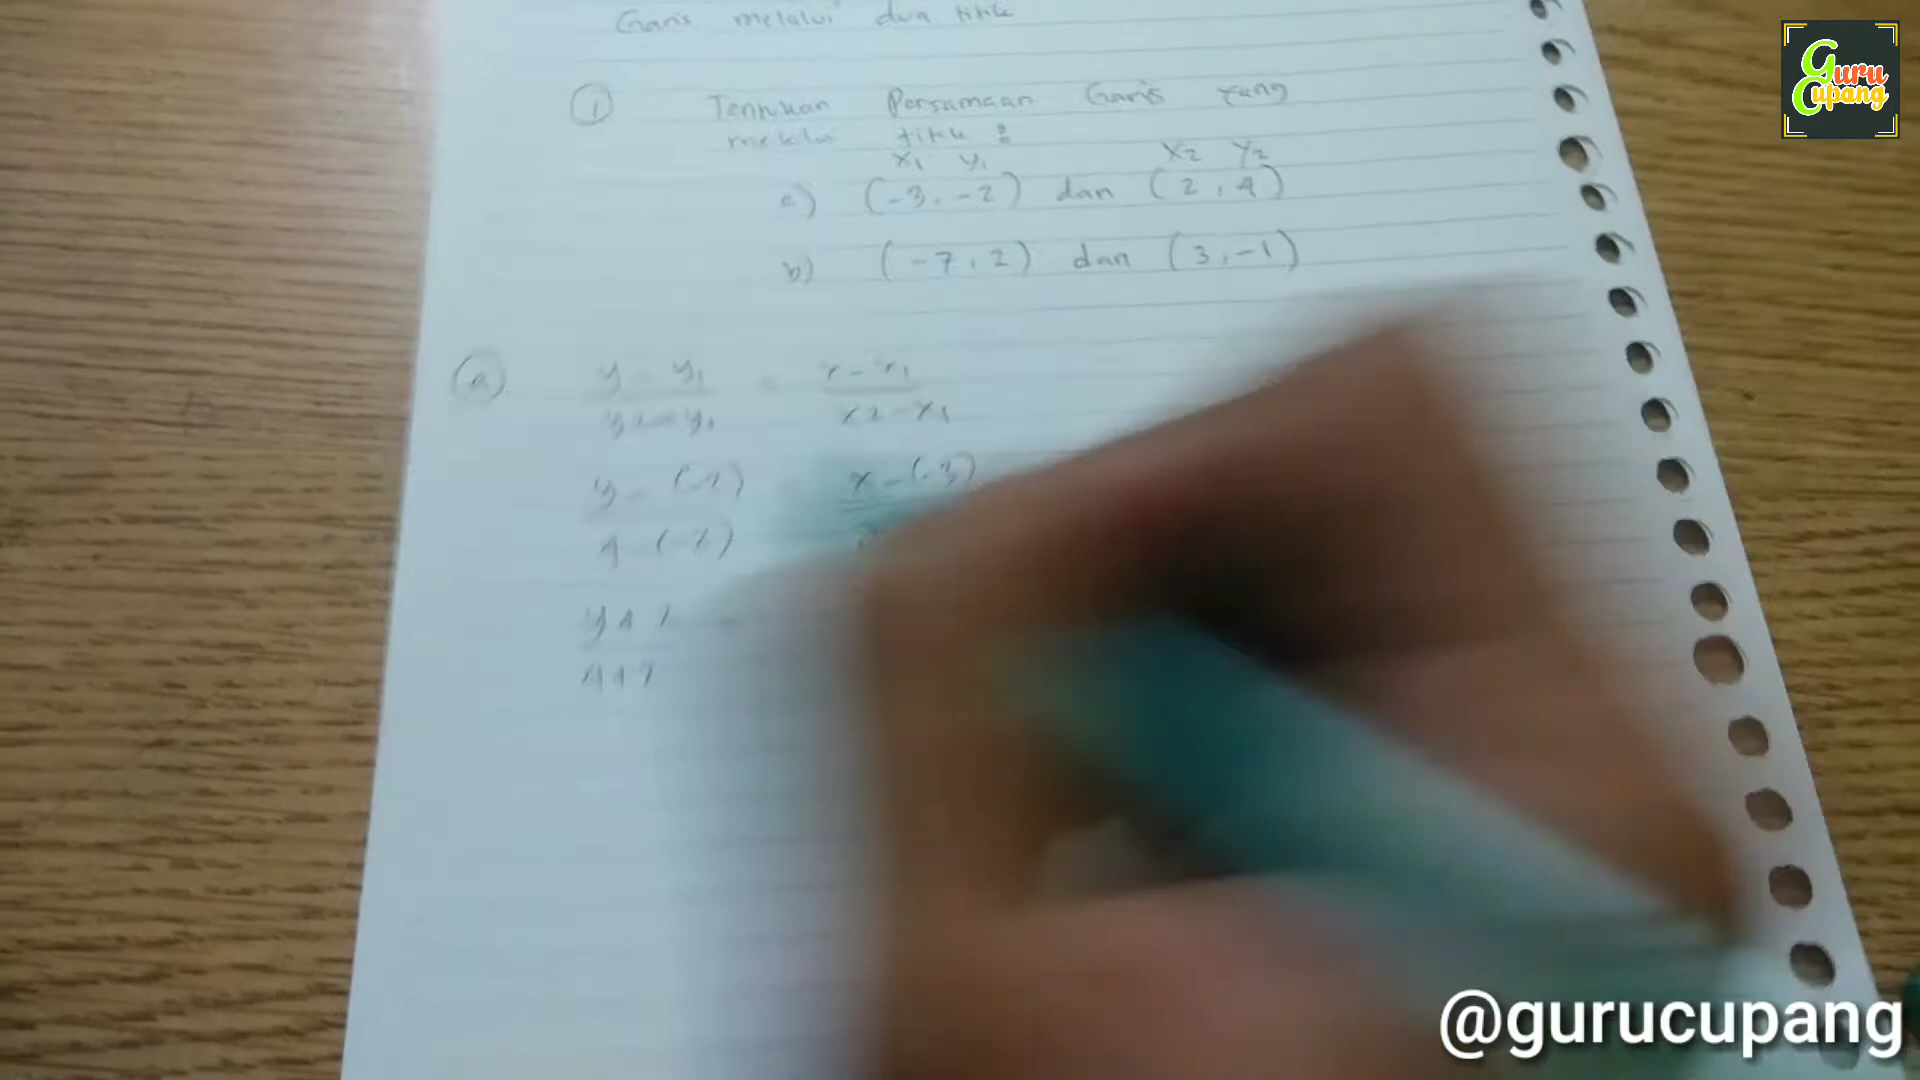 Garis melalui dua titik
① Tentukan Persamaan Garis yang
melalui titik :
x₁ y₁ x₂ y₂
a) (-3, -2) dan (2, 4)
b) (-7, 2) dan (3, -1)
ⓐ y - y₁ = x - x₁
y₂ - y₁ x₂ - x₁
y - (-2) x - (-3)
4 - (-2)
y + 2 =
4 + 2
Guru
Cupang
@gurucupang